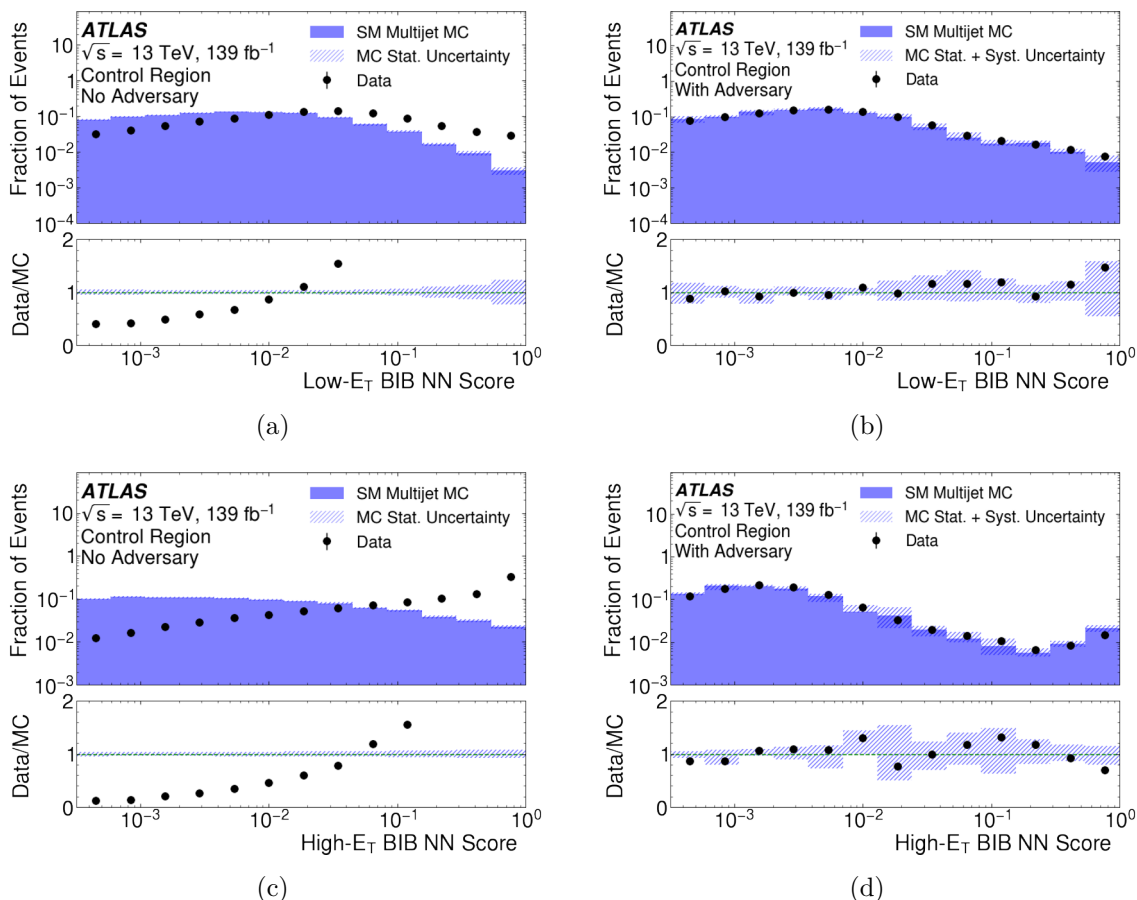 ATLAS
√s = 13 TeV, 139 fb⁻¹
Control Region
No Adversary
SM Multijet MC
MC Stat. Uncertainty
Data
Fraction of Events
10
1
10⁻¹
10⁻²
10⁻³
10⁻⁴
Data/MC
2
1
0
10⁻³ 10⁻² 10⁻¹ 10⁰
Low-E_T BIB NN Score
(a)
ATLAS
√s = 13 TeV, 139 fb⁻¹
Control Region
With Adversary
SM Multijet MC
MC Stat. + Syst. Uncertainty
Data
Fraction of Events
10
1
10⁻¹
10⁻²
10⁻³
10⁻⁴
Data/MC
2
1
0
10⁻³ 10⁻² 10⁻¹ 10⁰
Low-E_T BIB NN Score
(b)
ATLAS
√s = 13 TeV, 139 fb⁻¹
Control Region
No Adversary
SM Multijet MC
MC Stat. Uncertainty
Data
Fraction of Events
10
1
10⁻¹
10⁻²
10⁻³
Data/MC
2
1
0
10⁻³ 10⁻² 10⁻¹ 10⁰
High-E_T BIB NN Score
(c)
ATLAS
√s = 13 TeV, 139 fb⁻¹
Control Region
With Adversary
SM Multijet MC
MC Stat. + Syst. Uncertainty
Data
Fraction of Events
10
1
10⁻¹
10⁻²
10⁻³
Data/MC
2
1
0
10⁻³ 10⁻² 10⁻¹ 10⁰
High-E_T BIB NN Score
(d)